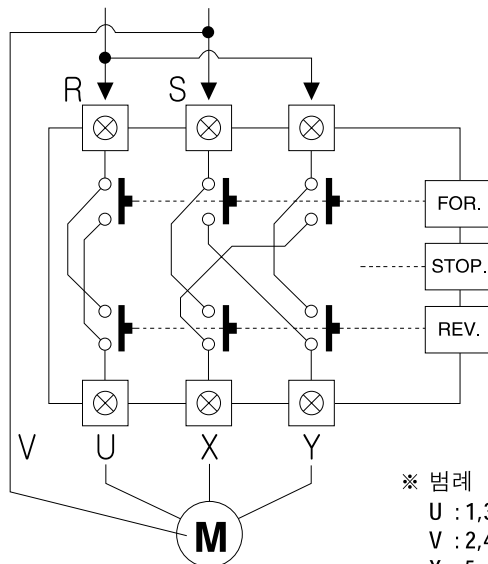 R S
FOR.
STOP.
REV.
V U X Y
M
※ 범례
U : 1,3
V : 2,4